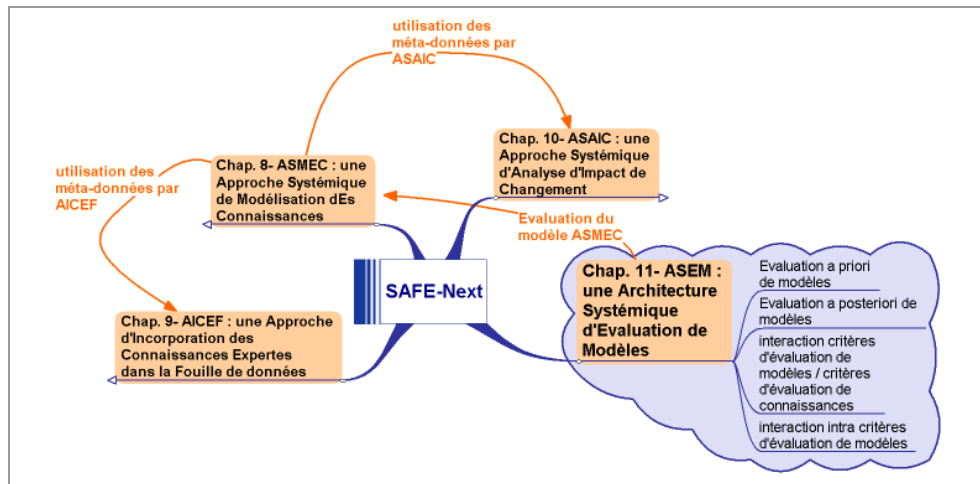 utilisation des
méta-données par
ASAIC
Chap. 10- ASAIC : une
Approche Systémique
d'Analyse d'Impact de
Changement
utilisation des
méta-données par
AICEF
Chap. 8- ASMEC : une
Approche Systémique
de Modélisation dEs
Connaissances
Evaluation du
modèle ASMEC
SAFE-Next
Chap. 11- ASEM :
une Architecture
Systémique
d'Evaluation de
Modèles
Evaluation a priori
de modèles
Evaluation a posteriori de
modèles
interaction critères
d'évaluation de
modèles / critères
d'évaluation de
connaissances
interaction intra critères
d'évaluation de modèles
Chap. 9- AICEF : une Approche
d'Incorporation des
Connaissances Expertes
dans la Fouille de données